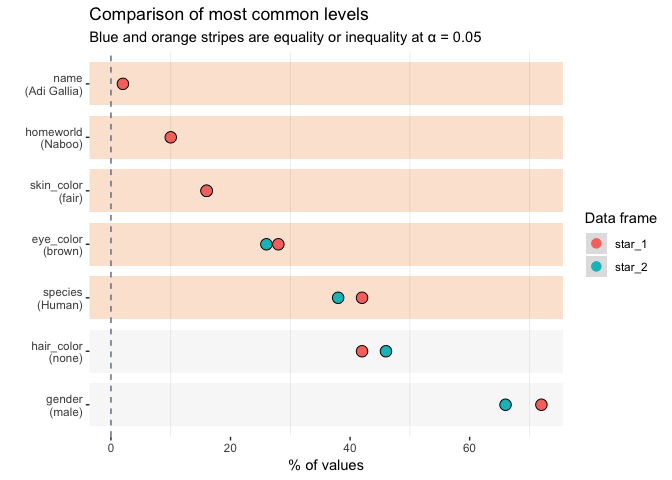 Comparison of most common levels
Blue and orange stripes are equality or inequality at α = 0.05
name
(Adi Gallia)
homeworld
(Naboo)
skin_color
(fair)
eye_color
(brown)
species
(Human)
hair_color
(none)
gender
(male)
0
20
40
60
% of values
Data frame
star_1
star_2